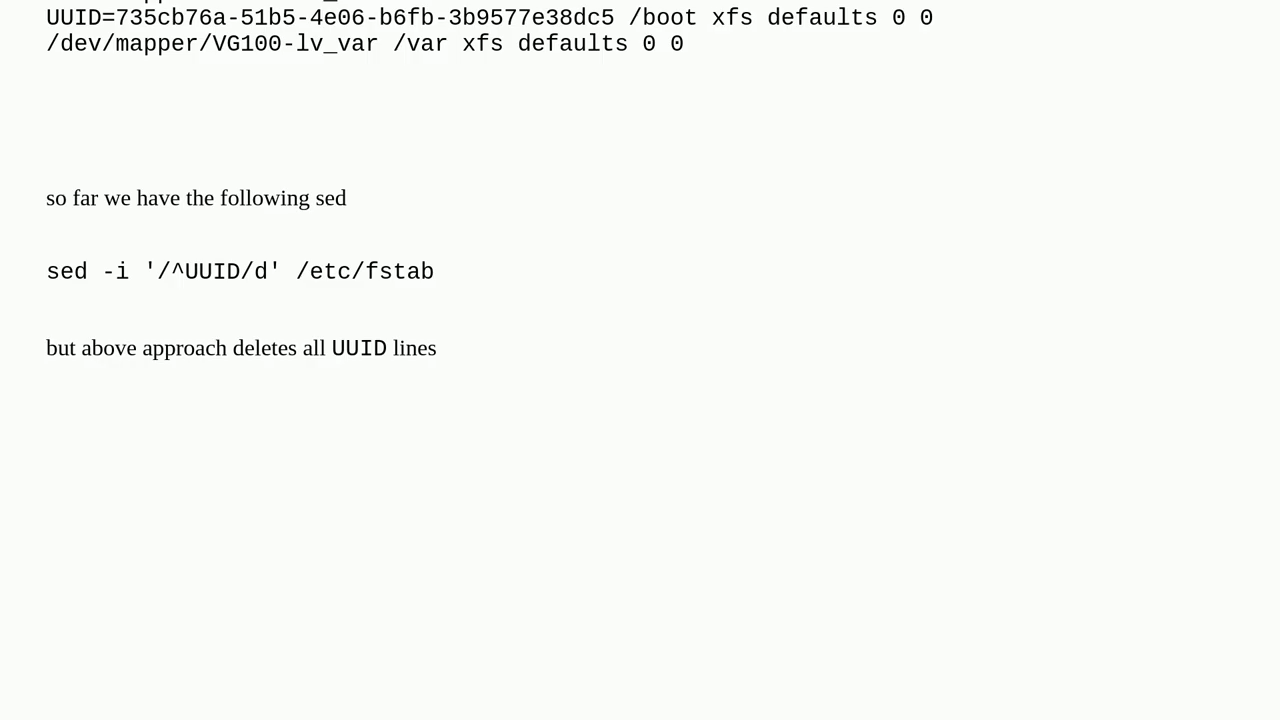 UUID=735cb76a-51b5-4e06-b6fb-3b9577e38dc5 /boot xfs defaults 0 0
/dev/mapper/VG100-lv_var /var xfs defaults 0 0
so far we have the following sed
sed -i '/^UUID/d' /etc/fstab
but above approach deletes all UUID lines